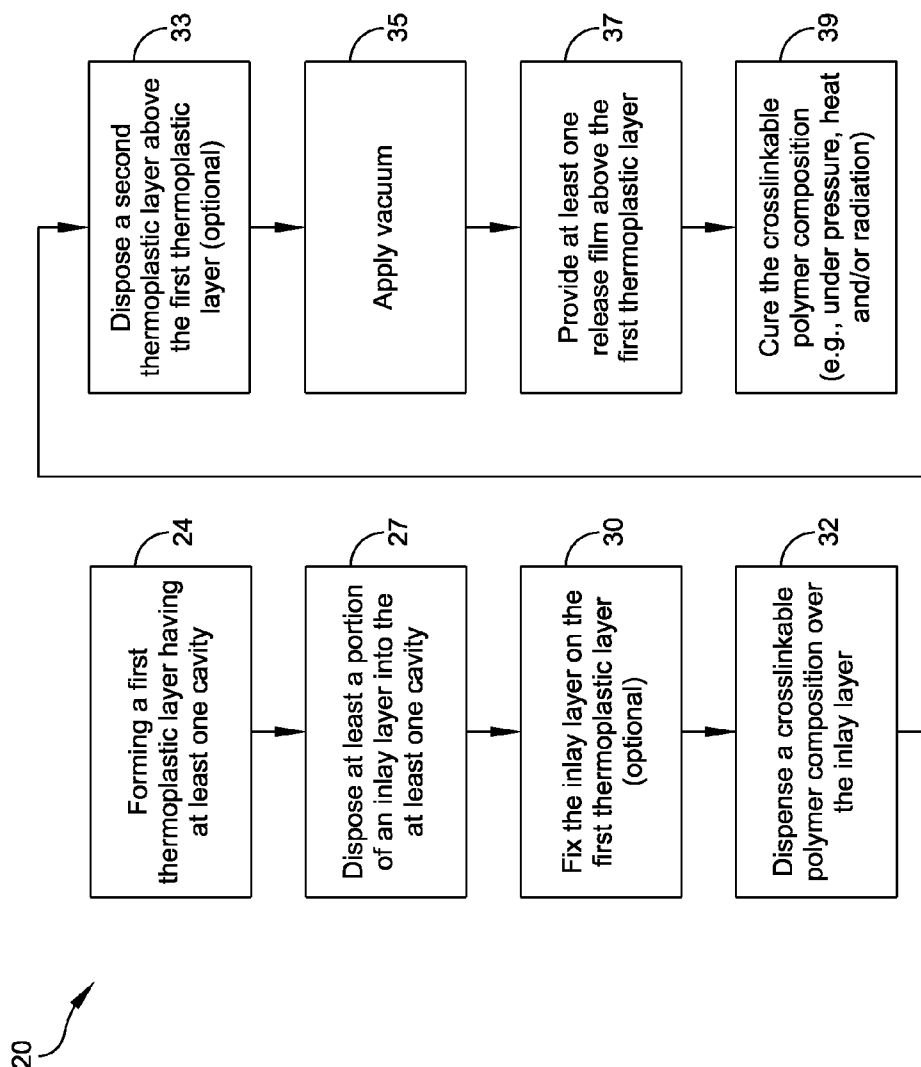 20
24
Forming a first
thermoplastic layer having
at least one cavity
27
Dispose at least a portion
of an inlay layer into the
at least one cavity
30
Fix the inlay layer on the
first thermoplastic layer
(optional)
32
Dispense a crosslinkable
polymer composition over
the inlay layer
33
Dispose a second
thermoplastic layer above
the first thermoplastic
layer (optional)
35
Apply vacuum
37
Provide at least one
release film above the
first thermoplastic layer
39
Cure the crosslinkable
polymer composition
(e.g., under pressure, heat
and/or radiation)